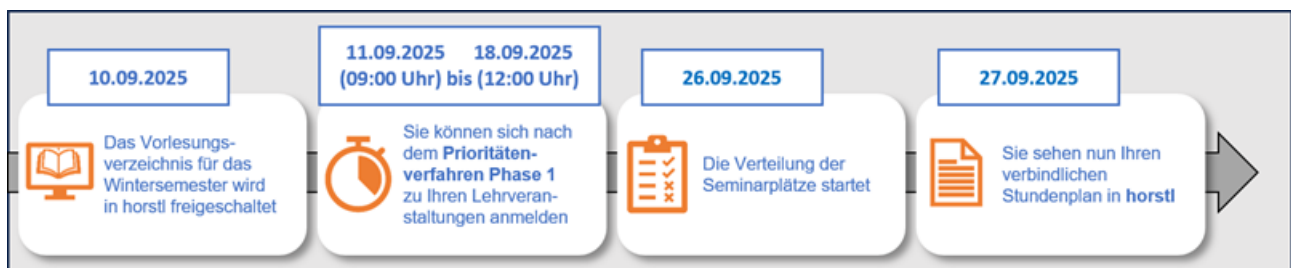 10.09.2025
Das Vorlesungs-
verzeichnis für das
Wintersemester wird
in horstl freigeschaltet
11.09.2025 18.09.2025
(09:00 Uhr) bis (12:00 Uhr)
Sie können sich nach
dem Prioritäten-
verfahren Phase 1
zu Ihren Lehrveran-
staltungen anmelden
26.09.2025
Die Verteilung der
Seminarplätze startet
27.09.2025
Sie sehen nun Ihren
verbindlichen
Stundenplan in horstl